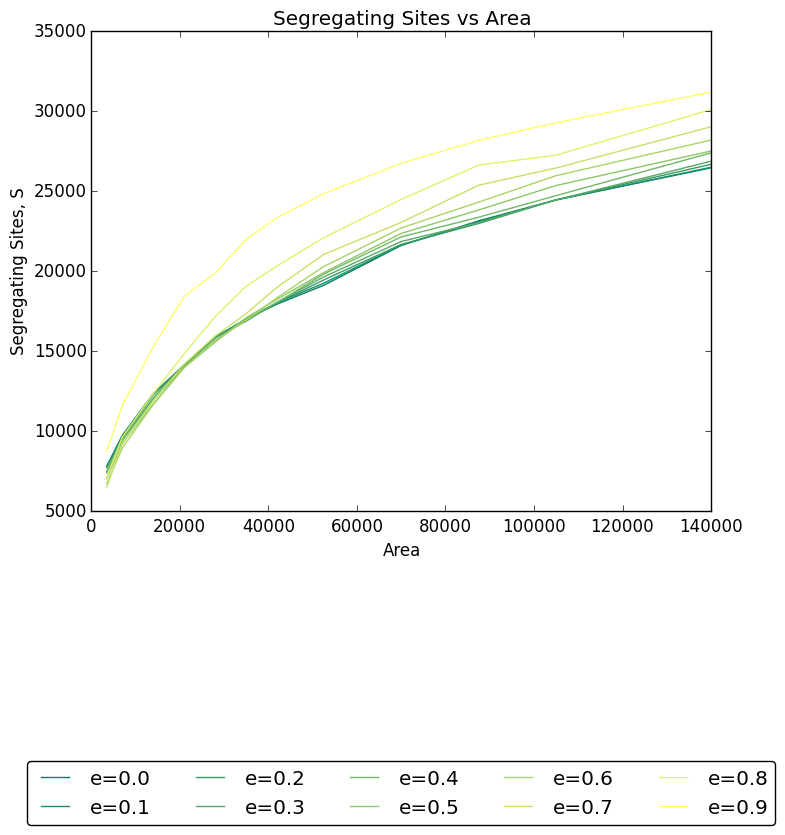 Segregating Sites vs Area
35000
30000
25000
20000
15000
10000
5000
Segregating Sites, S
0 20000 40000 60000 80000 100000 120000 140000
Area
e=0.0 e=0.2 e=0.4 e=0.6 e=0.8
e=0.1 e=0.3 e=0.5 e=0.7 e=0.9